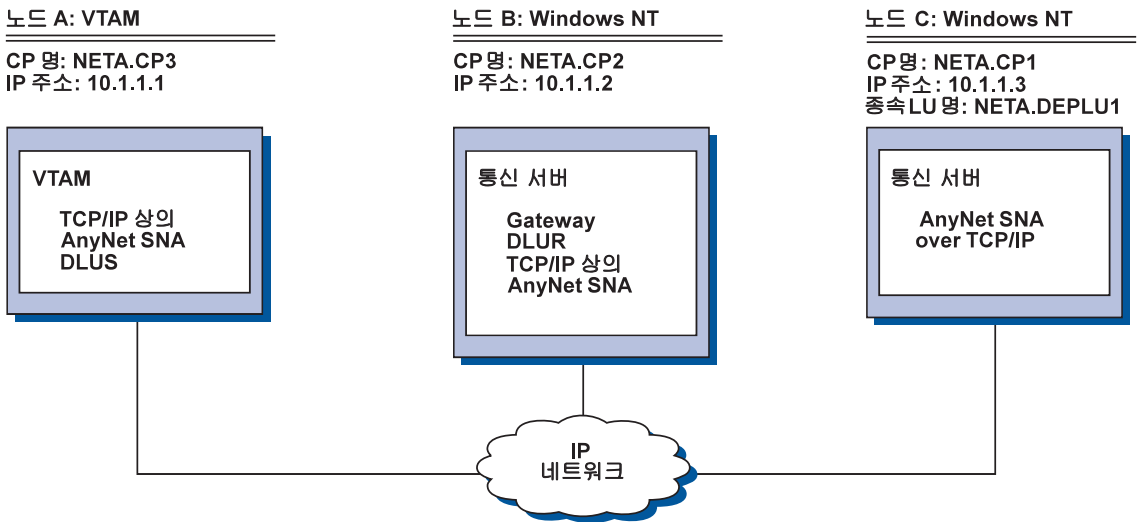 노드 A: VTAM
CP 명: NETA.CP3
IP 주소: 10.1.1.1
VTAM
TCP/IP 상의
AnyNet SNA
DLUS
노드 B: Windows NT
CP 명: NETA.CP2
IP 주소: 10.1.1.2
통신 서버
Gateway
DLUR
TCP/IP 상의
AnyNet SNA
노드 C: Windows NT
CP 명: NETA.CP1
IP 주소: 10.1.1.3
종속 LU 명: NETA.DEPLU1
통신 서버
AnyNet SNA
over TCP/IP
IP
네트워크